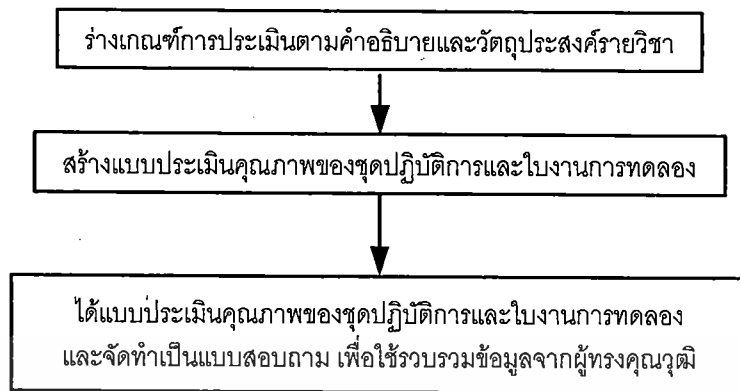 ร่างเกณฑ์การประเมินตามคำอธิบายและวัตถุประสงค์รายวิชา
สร้างแบบประเมินคุณภาพของชุดปฏิบัติการและใบงานการทดลอง
ได้แบบประเมินคุณภาพของชุดปฏิบัติการและใบงานการทดลอง
และจัดทำเป็นแบบสอบถาม เพื่อใช้รวบรวมข้อมูลจากผู้ทรงคุณวุฒิ